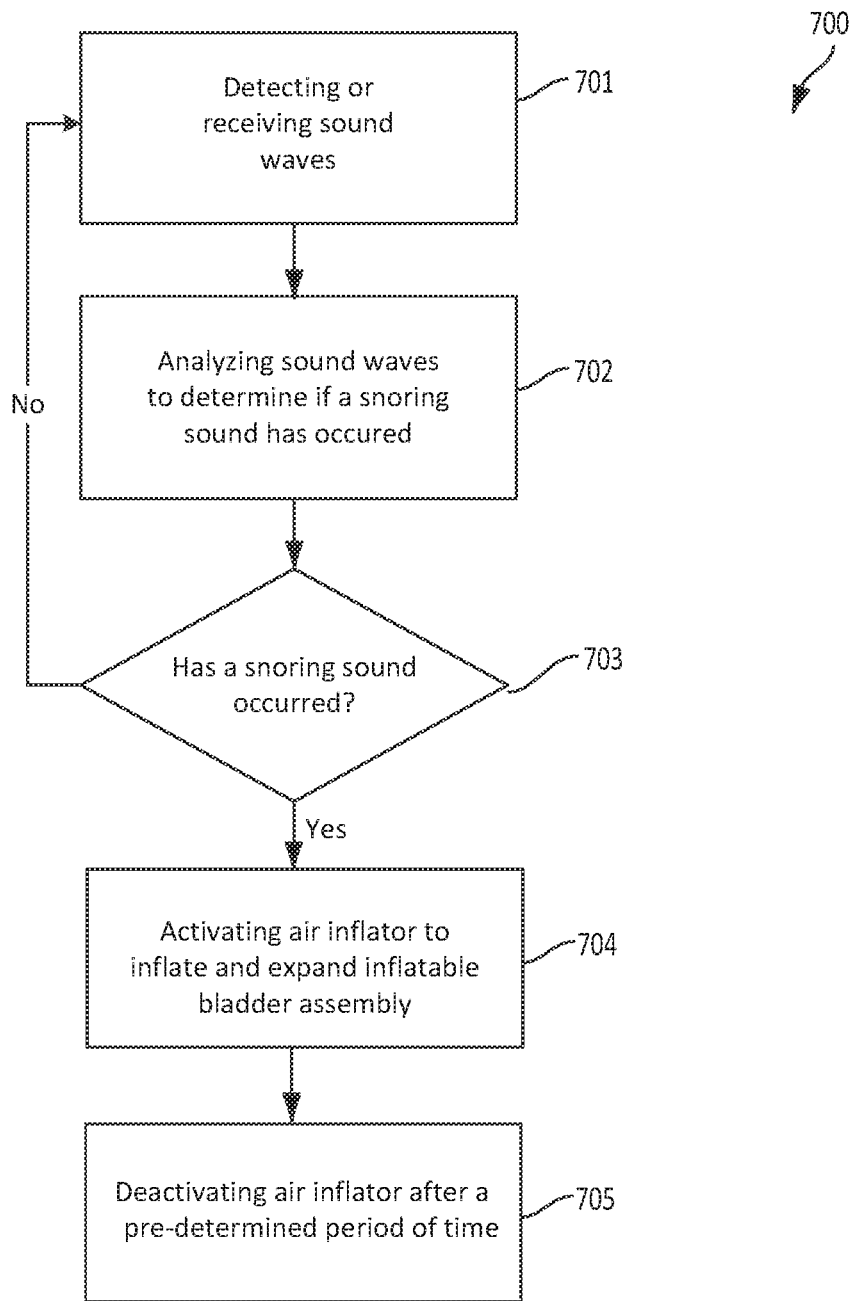 700
Detecting or
receiving sound
waves
701
Analyzing sound waves
to determine if a snoring
sound has occured
702
No
Has a snoring sound
occurred?
703
Yes
Activating air inflator to
inflate and expand inflatable
bladder assembly
704
Deactivating air inflator after a
pre-determined period of time
705